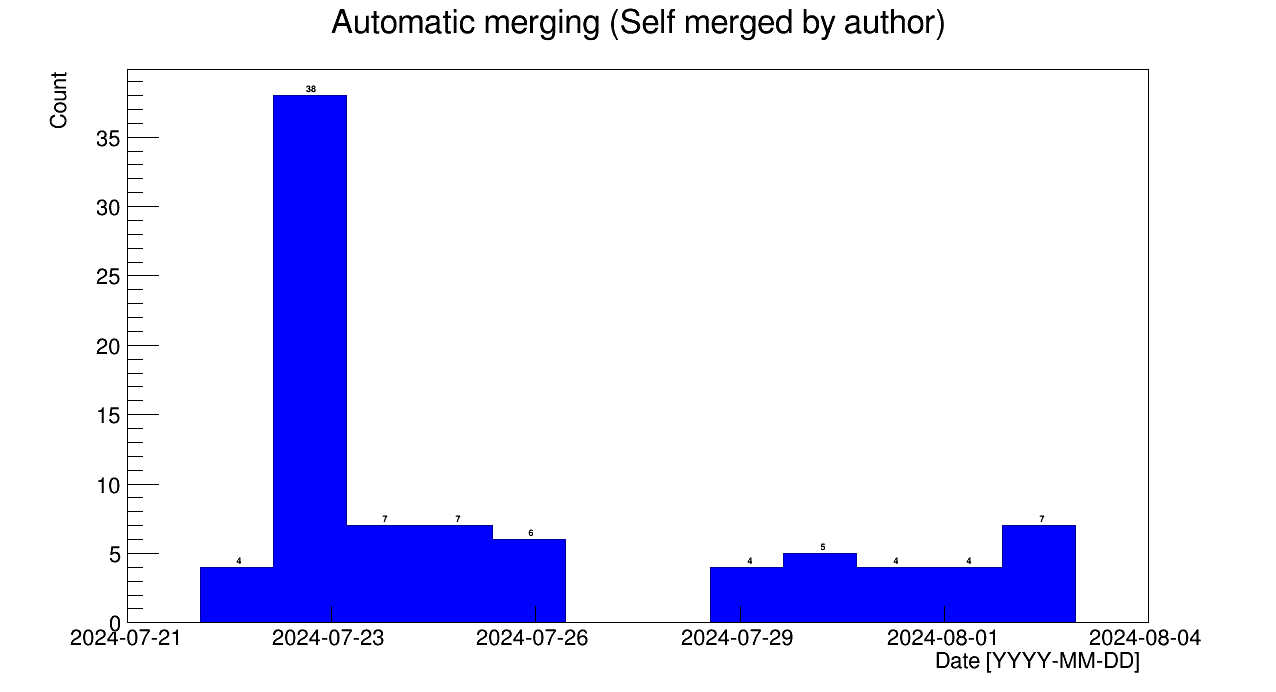 Automatic merging (Self merged by author)
Count
38
35
30
25
20
15
10
7 7 7
6
5 5
4 4 4 4
0
2024-07-21 2024-07-23 2024-07-26 2024-07-29 2024-08-01 2024-08-04
Date [YYYY-MM-DD]